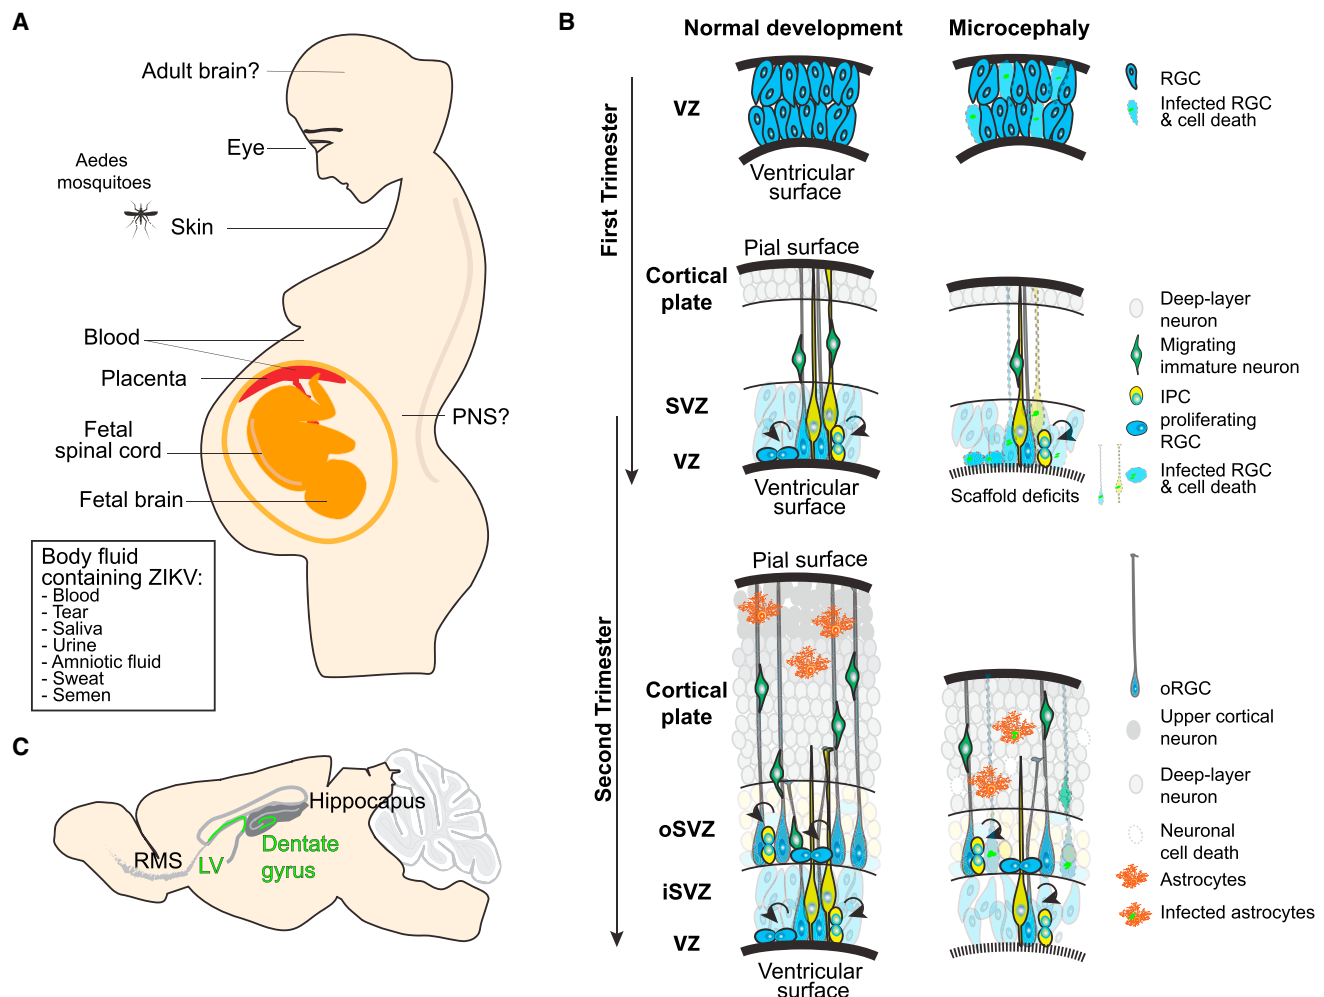 A
Adult brain?
Eye
Aedes
mosquitoes
Skin
Blood
Placenta
Fetal
spinal cord
PNS?
Fetal brain
Body fluid
containing ZIKV:
- Blood
- Tear
- Saliva
- Urine
- Amniotic fluid
- Sweat
- Semen
B
Normal development
Microcephaly
First Trimester
VZ
Ventricular
surface
RGC
Infected RGC
& cell death
Pial surface
Cortical
plate
SVZ
VZ
Ventricular
surface
Scaffold deficits
Deep-layer
neuron
Migrating
immature neuron
IPC
proliferating
RGC
Infected RGC
& cell death
Second Trimester
Pial surface
Cortical
plate
oSVZ
iSVZ
VZ
Ventricular
surface
oRGC
Upper cortical
neuron
Deep-layer
neuron
Neuronal
cell death
Astrocytes
Infected astrocytes
C
Hippocapus
RMS
LV
Dentate
gyrus